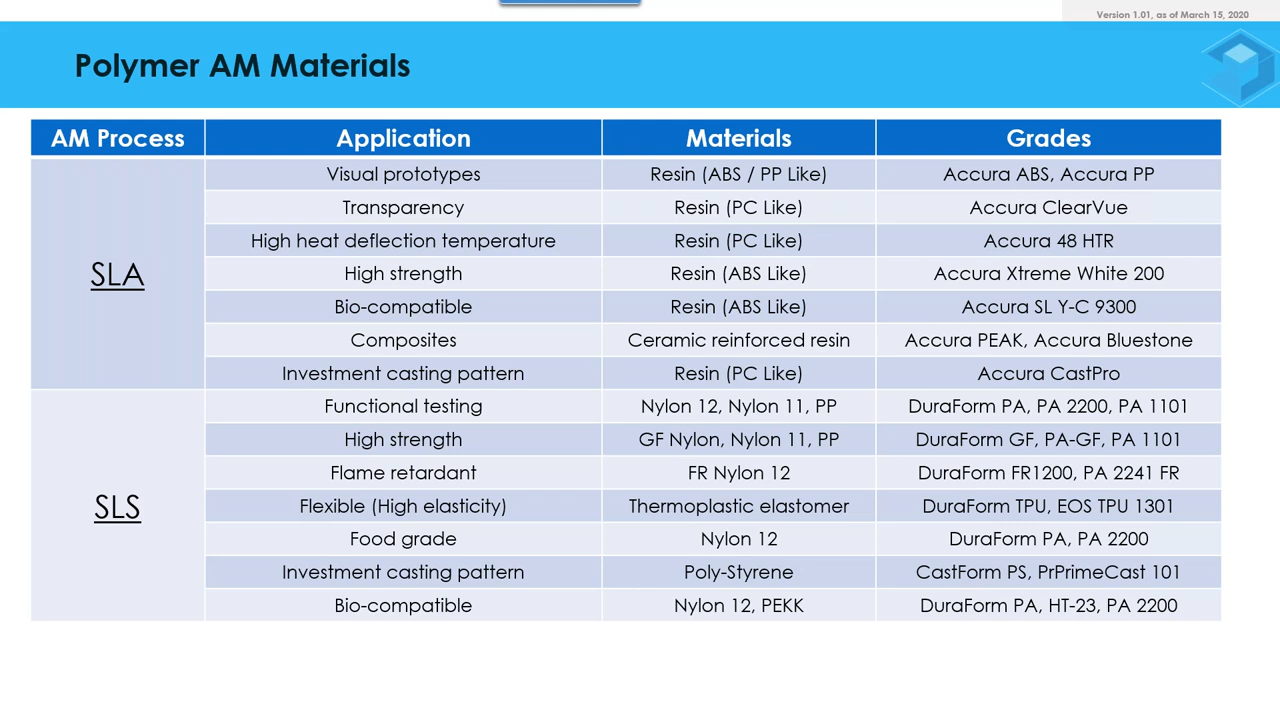 Version 1.01, as of March 15, 2020
Polymer AM Materials
AM Process Application Materials Grades
SLA
Visual prototypes Resin (ABS / PP Like) Accura ABS, Accura PP
Transparency Resin (PC Like) Accura ClearVue
High heat deflection temperature Resin (PC Like) Accura 48 HTR
High strength Resin (ABS Like) Accura Xtreme White 200
Bio-compatible Resin (ABS Like) Accura SL Y-C 9300
Composites Ceramic reinforced resin Accura PEAK, Accura Bluestone
Investment casting pattern Resin (PC Like) Accura CastPro
SLS
Functional testing Nylon 12, Nylon 11, PP DuraForm PA, PA 2200, PA 1101
High strength GF Nylon, Nylon 11, PP DuraForm GF, PA-GF, PA 1101
Flame retardant FR Nylon 12 DuraForm FR1200, PA 2241 FR
Flexible (High elasticity) Thermoplastic elastomer DuraForm TPU, EOS TPU 1301
Food grade Nylon 12 DuraForm PA, PA 2200
Investment casting pattern Poly-Styrene CastForm PS, PrPrimeCast 101
Bio-compatible Nylon 12, PEKK DuraForm PA, HT-23, PA 2200